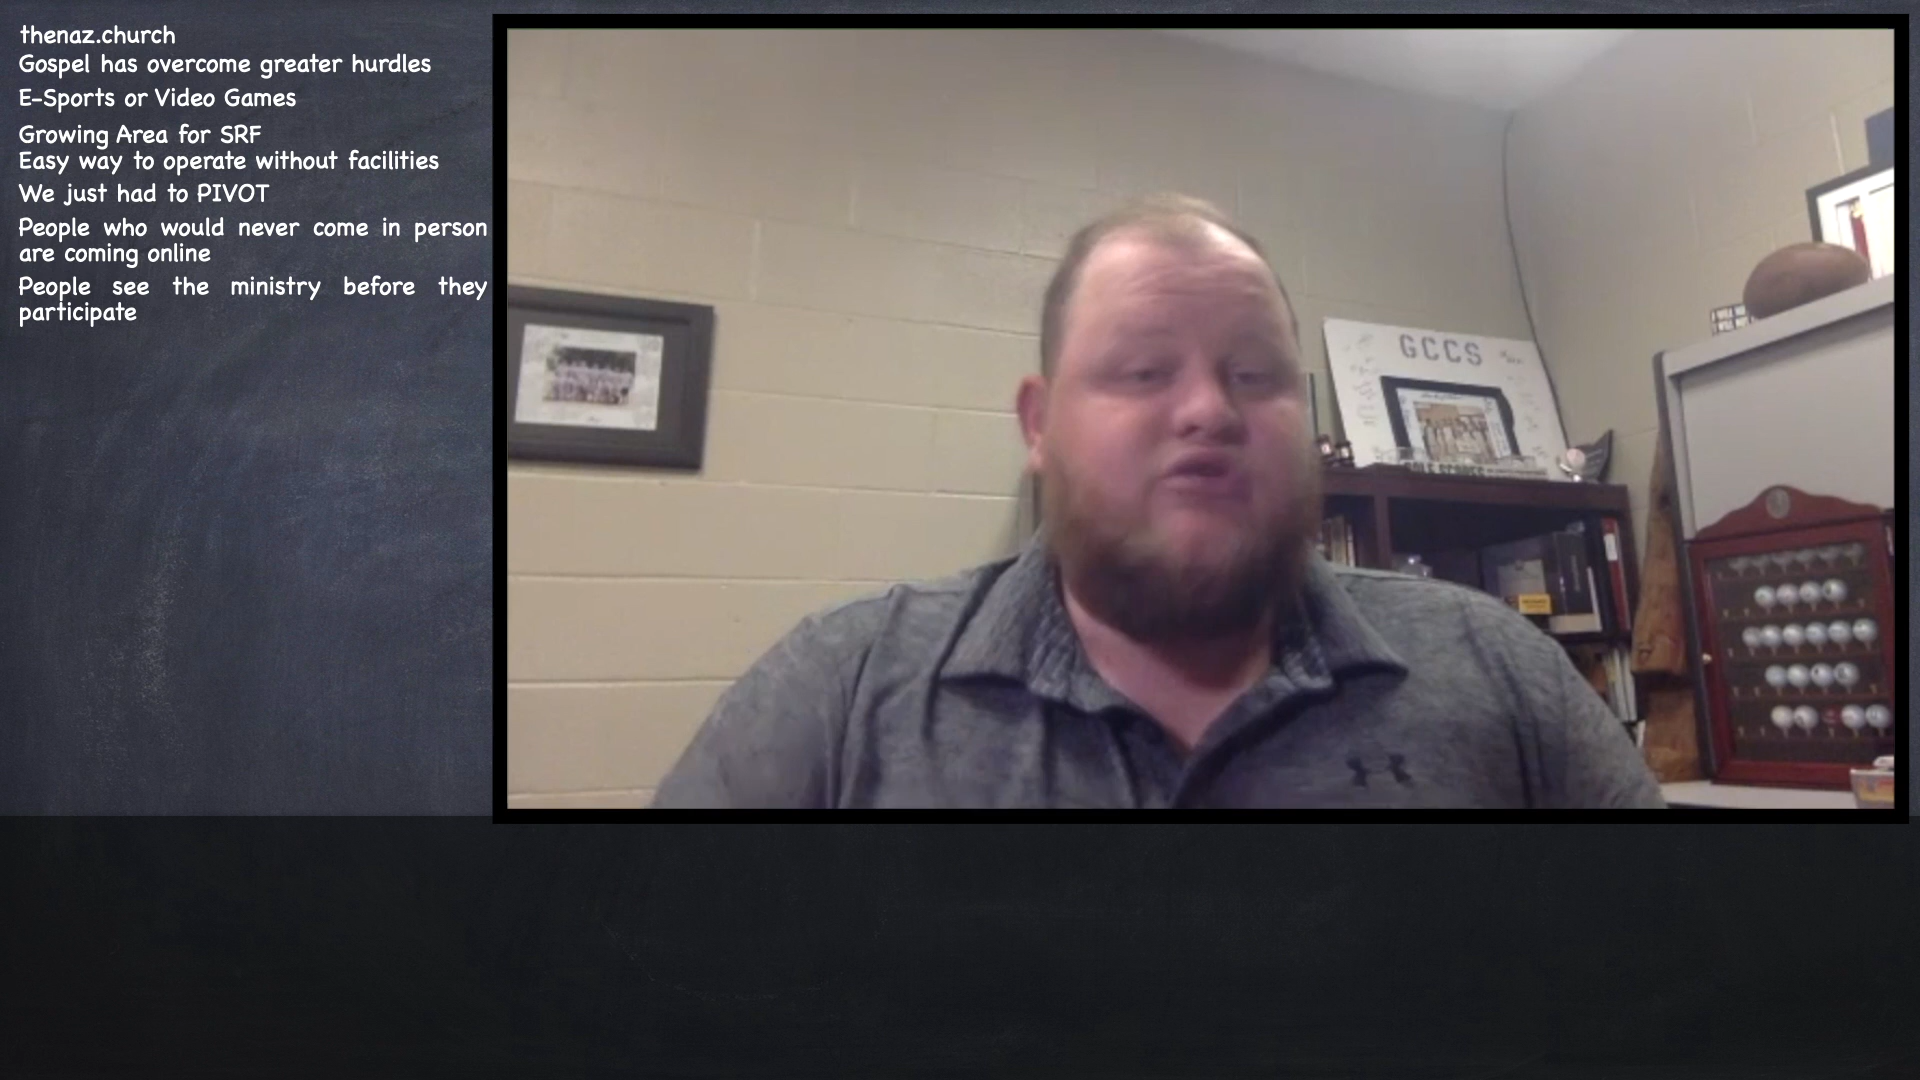 thenaz.church
Gospel has overcome greater hurdles
E-Sports or Video Games
Growing Area for SRF
Easy way to operate without facilities
We just had to PIVOT
People who would never come in person
are coming online
People see the ministry before they
participate
GCCS